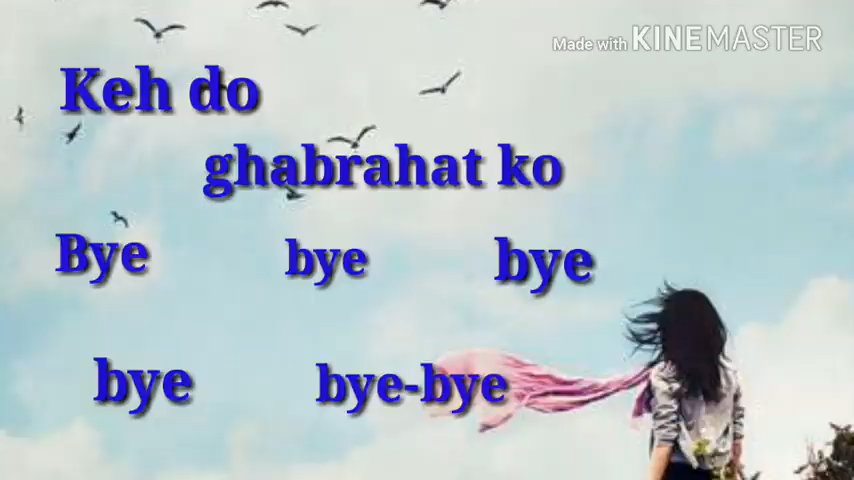 Made with KINEMASTER
Keh do
ghabrahat ko
Bye bye bye
bye bye-bye